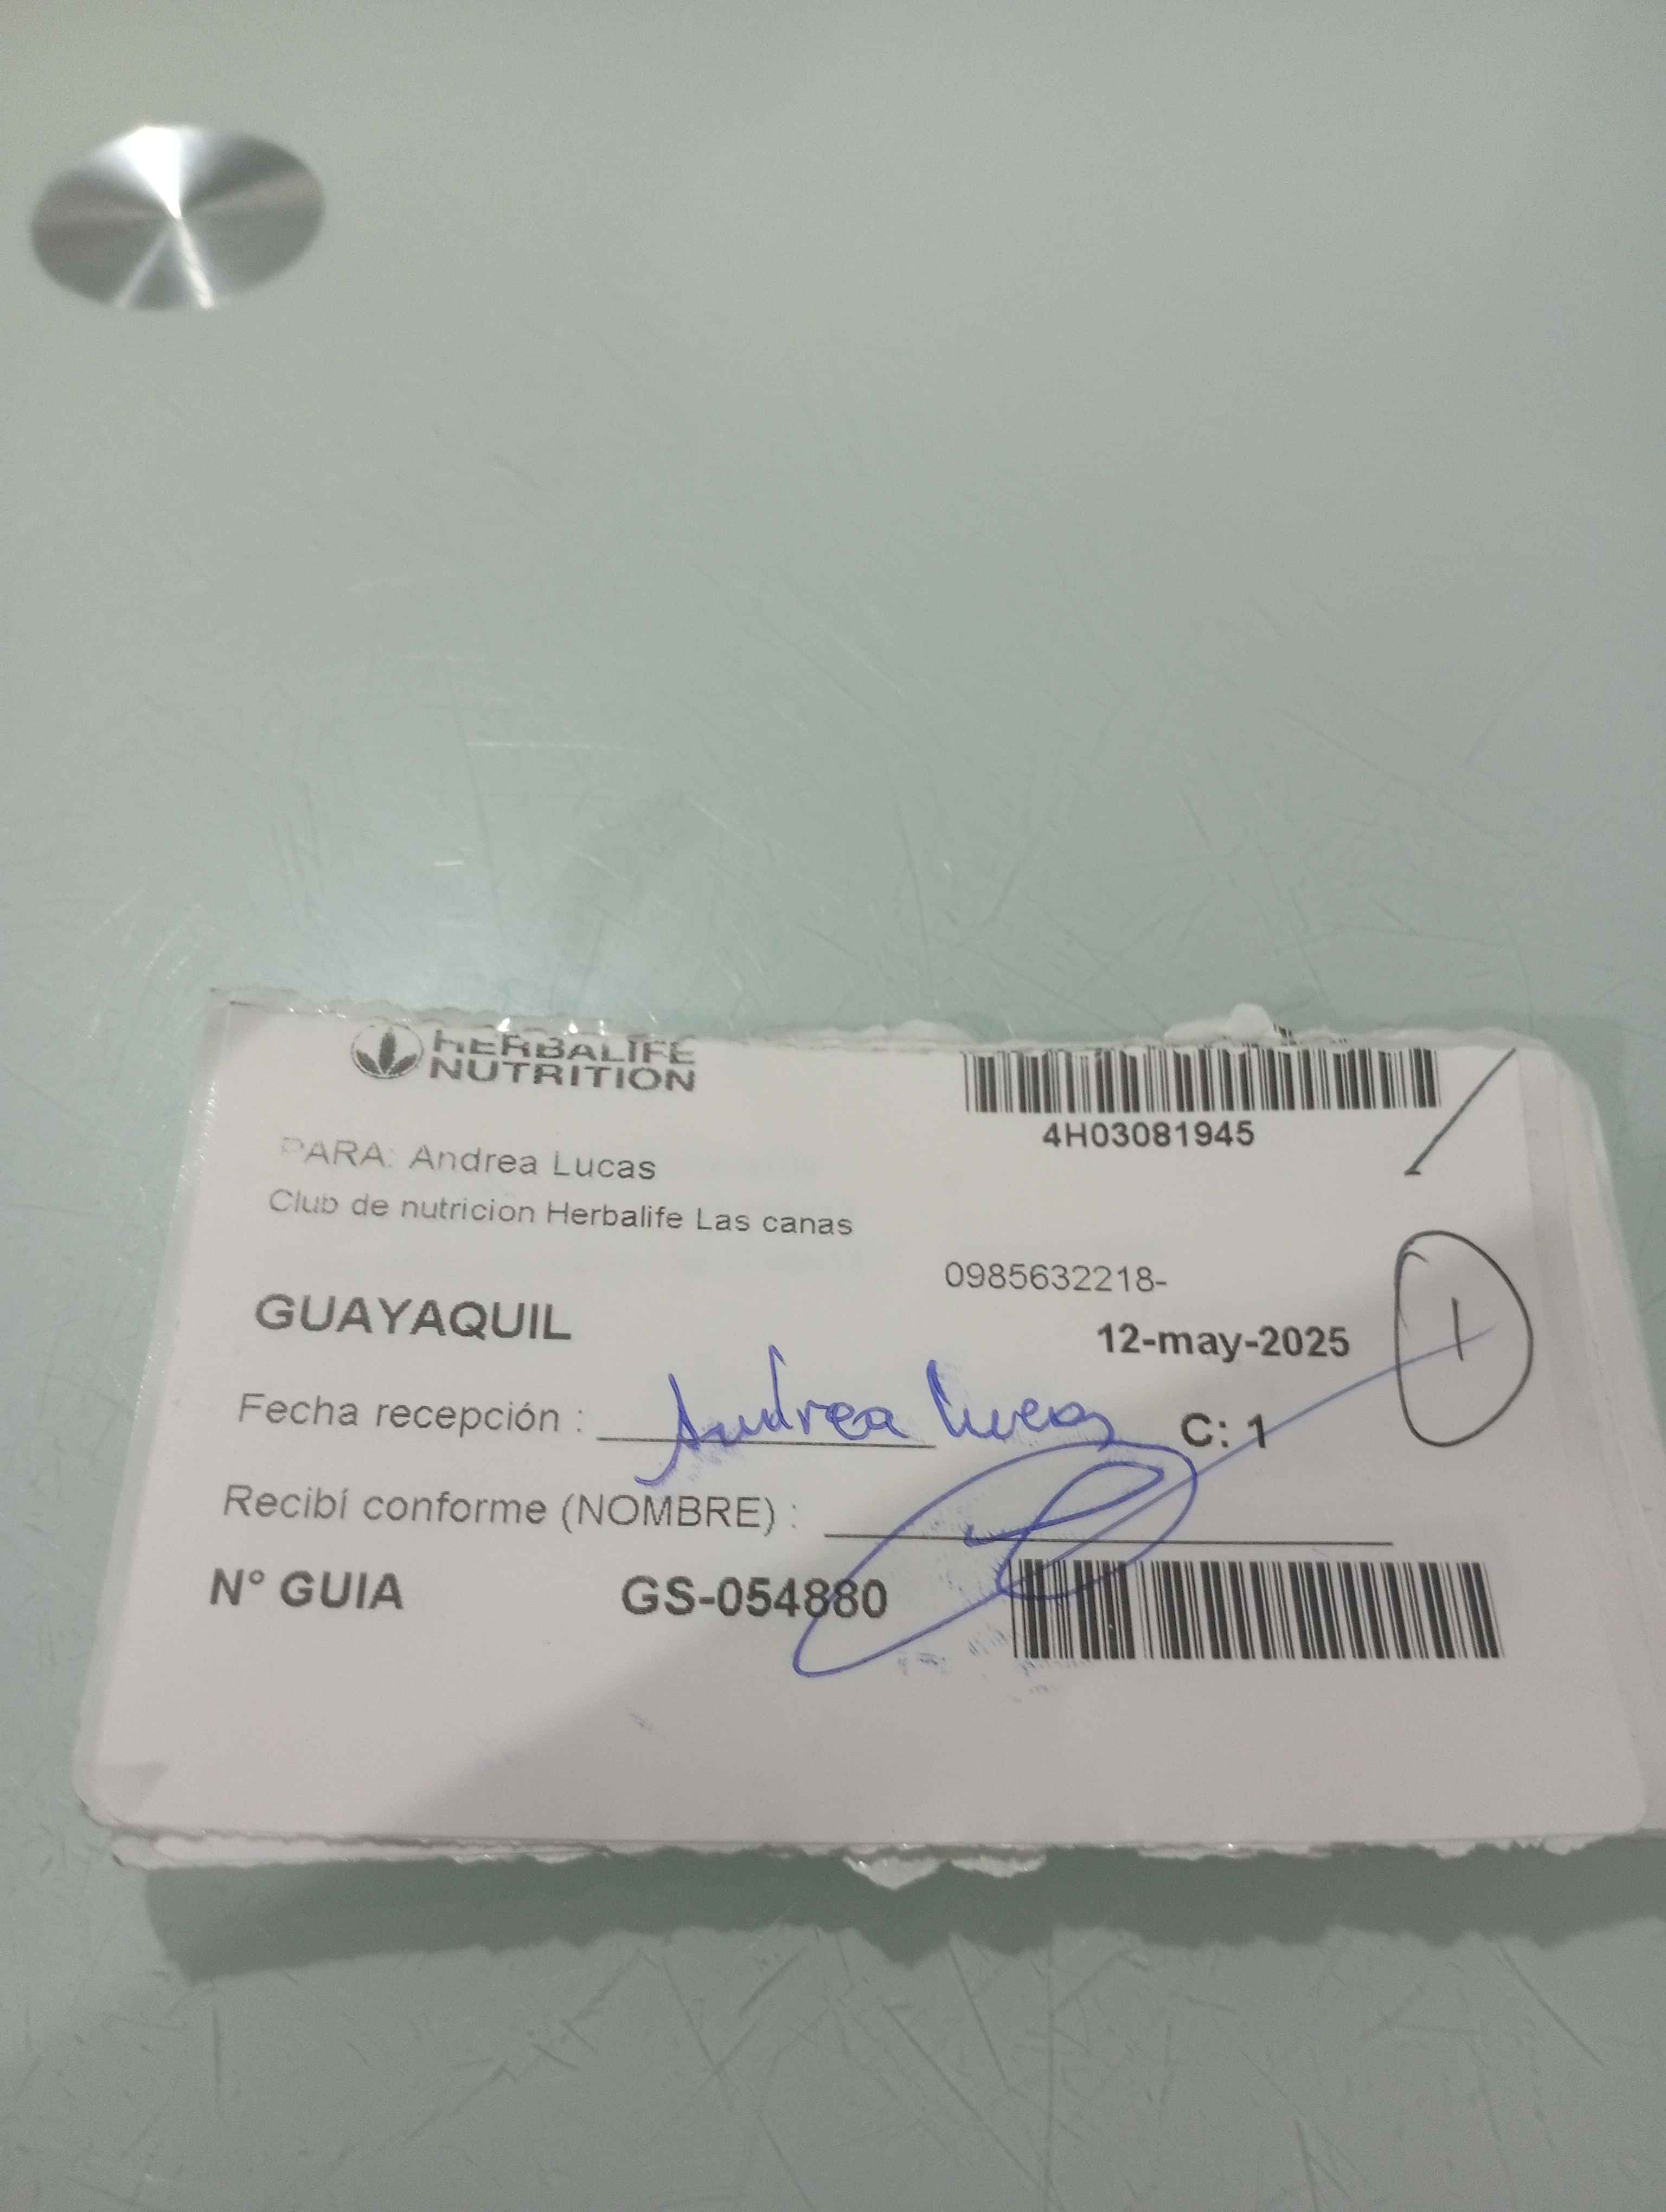 HERBALIFE
NUTRITION
4H03081945
PARA: Andrea Lucas
Club de nutricion Herbalife Las canas
0985632218-
GUAYAQUIL
12-may-2025
1
Fecha recepción : Andrea Lucas
C: 1
Recibí conforme (NOMBRE) :
N° GUIA GS-054880